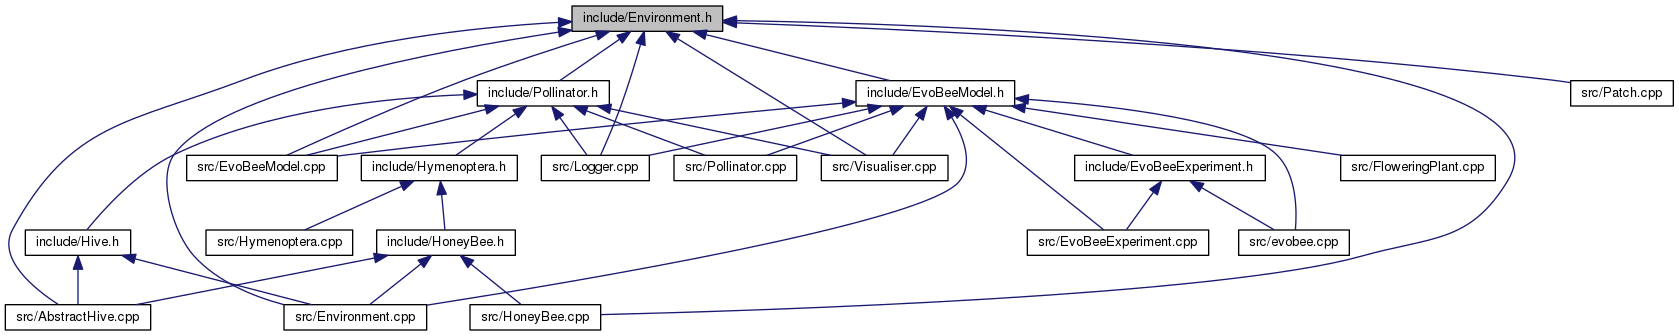 include/Environment.h
include/Pollinator.h
include/EvoBeeModel.h
src/Patch.cpp
src/EvoBeeModel.cpp
include/Hymenoptera.h
src/Logger.cpp
src/Pollinator.cpp
src/Visualiser.cpp
include/EvoBeeExperiment.h
src/FloweringPlant.cpp
include/Hive.h
src/Hymenoptera.cpp
include/HoneyBee.h
src/EvoBeeExperiment.cpp
src/evobee.cpp
src/AbstractHive.cpp
src/Environment.cpp
src/HoneyBee.cpp